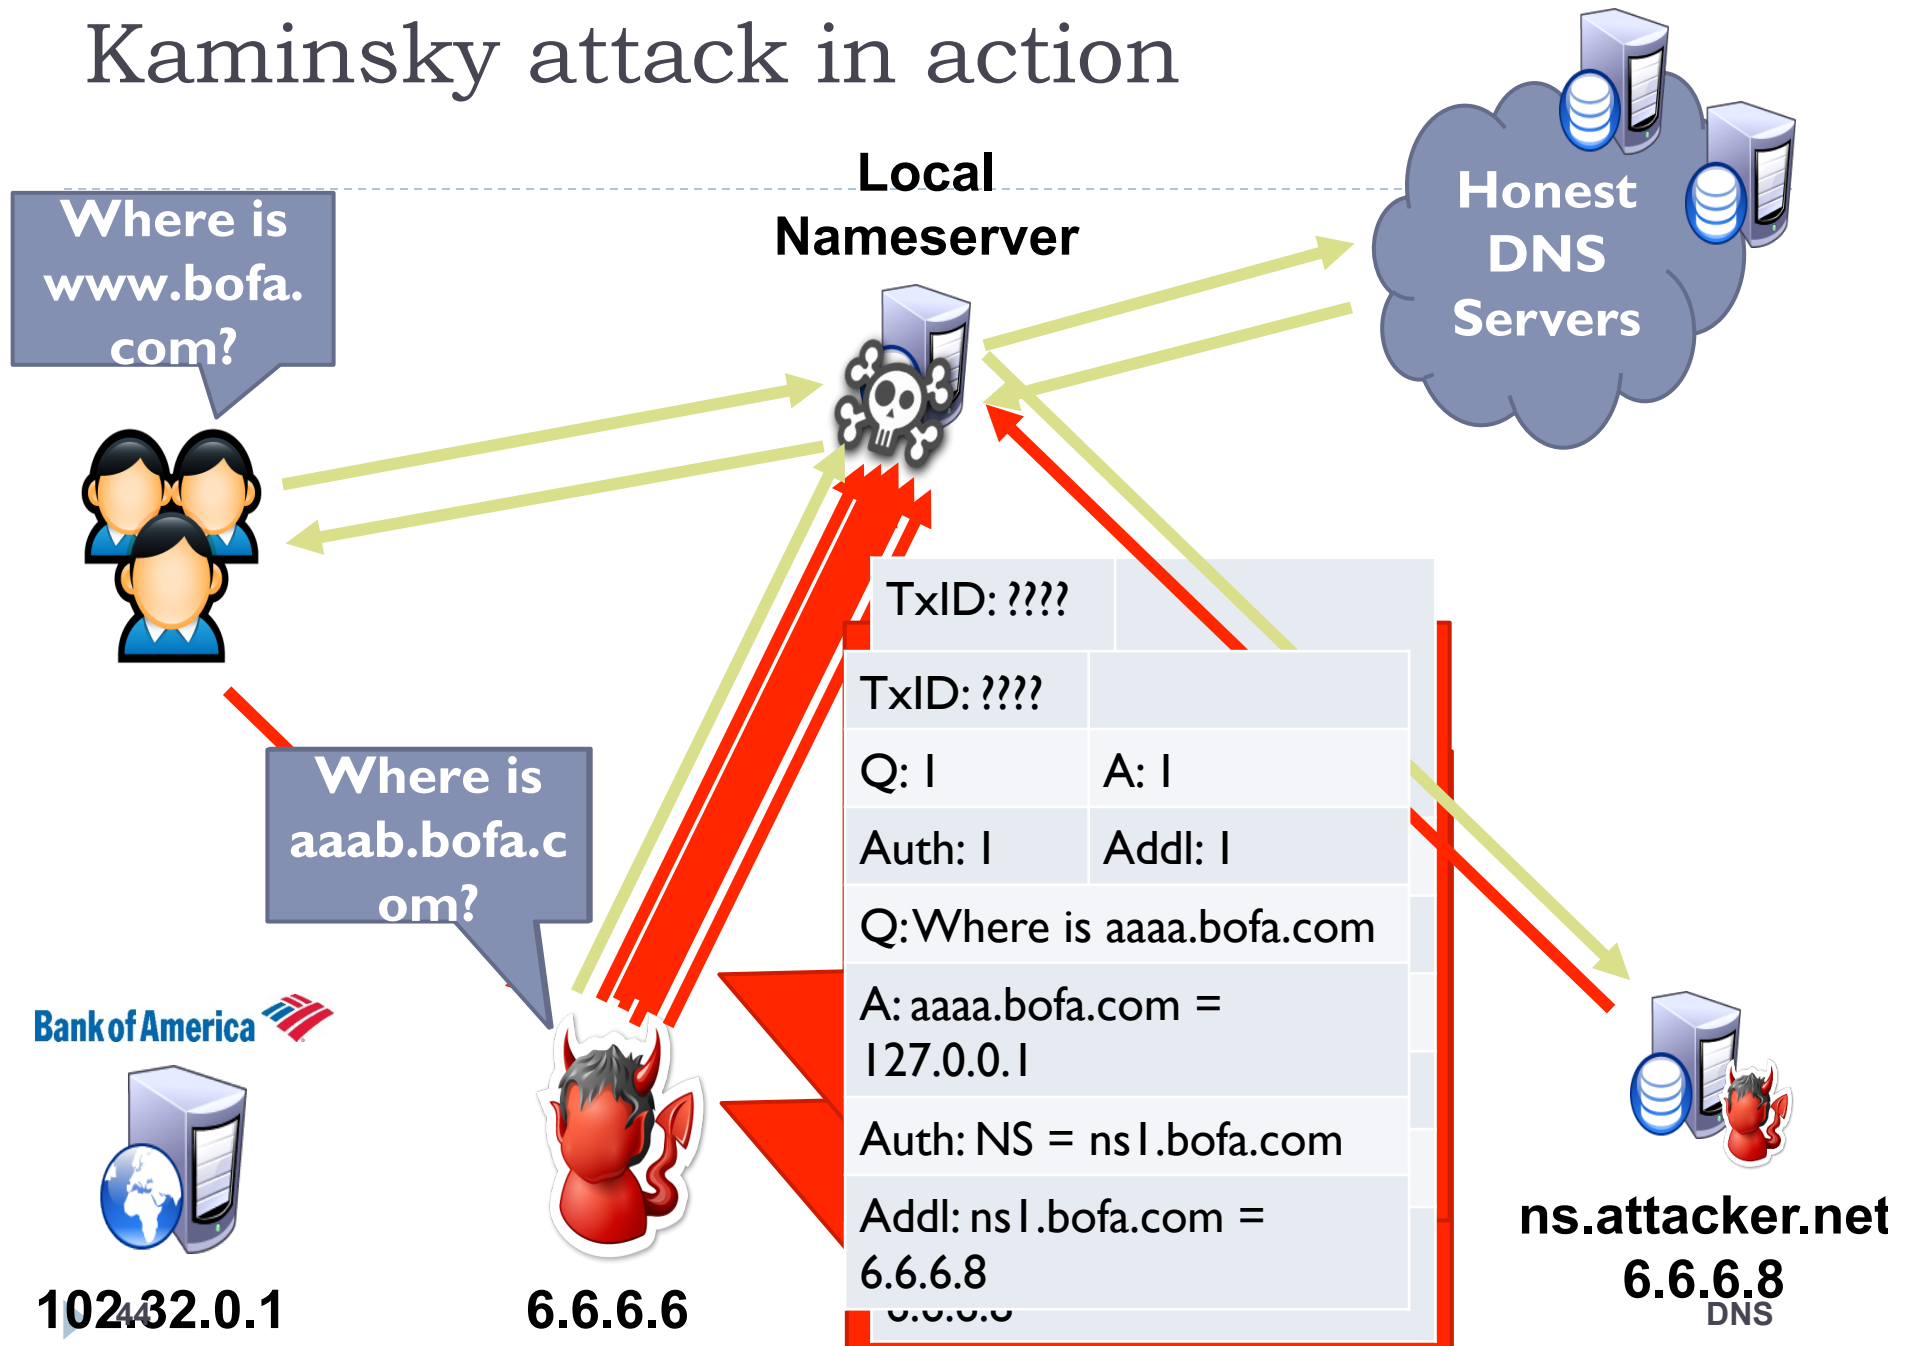 Kaminsky attack in action
Local
Nameserver
Honest
DNS
Servers
Where is
www.bofa.
com?
TxID: ????
TxID: ????
Q: 1
A: 1
Auth: 1
Addl: 1
Q: Where is aaaa.bofa.com
A: aaaa.bofa.com =
127.0.0.1
Auth: NS = ns1.bofa.com
Addl: ns1.bofa.com =
6.6.6.8
Where is
aaab.bofa.c
om?
Bank of America
102.32.0.1
44
6.6.6.6
ns.attacker.net
6.6.6.8
DNS